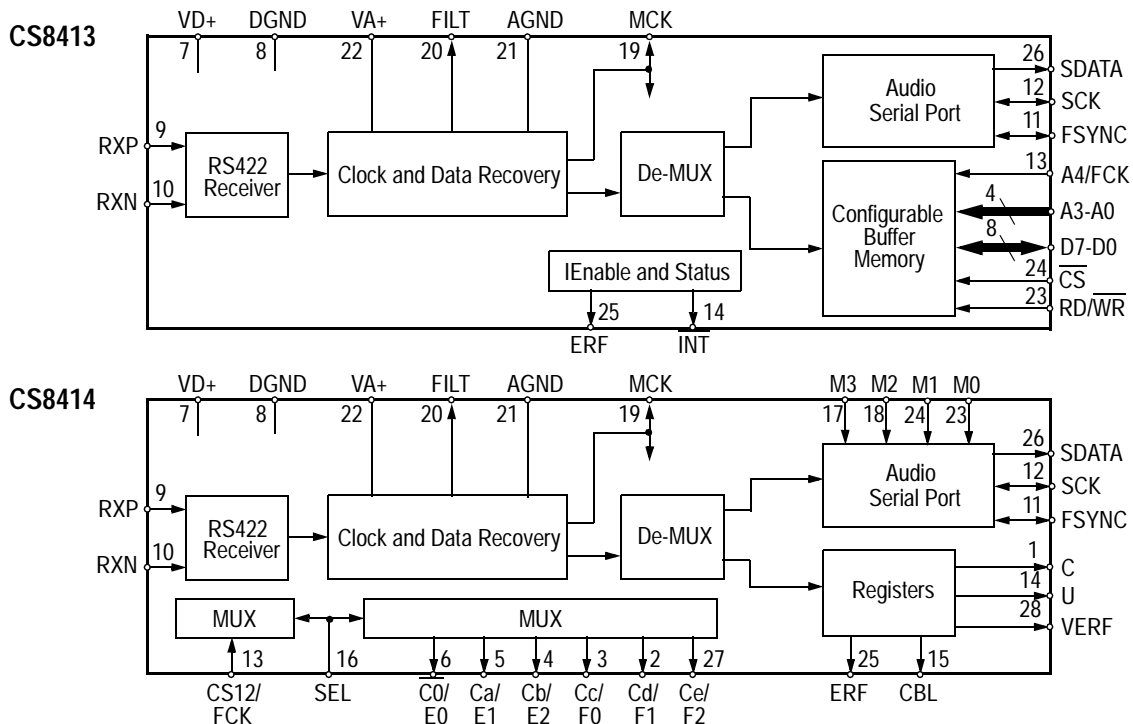 CS8413
VD+ DGND VA+ FILT AGND MCK
7 8 22 20 21 19
26 SDATA
12 SCK
11 FSYNC
Audio
Serial Port
9
RXP
10
RXN
RS422
Receiver
Clock and Data Recovery
De-MUX
Configurable
Buffer
Memory
13 A4/FCK
4 A3-A0
8 D7-D0
24 CS
23 RD/WR
IEnable and Status
25 14
ERF INT
CS8414
VD+ DGND VA+ FILT AGND MCK M3 M2 M1 M0
7 8 22 20 21 19 17 18 24 23
26 SDATA
12 SCK
11 FSYNC
Audio
Serial Port
9
RXP
10
RXN
RS422
Receiver
Clock and Data Recovery
De-MUX
Registers
1 C
14 U
28 VERF
MUX MUX
13 16 6 5 4 3 2 27 25 15
CS12/ SEL C0/ Ca/ Cb/ Cc/ Cd/ Ce/ ERF CBL
FCK E0 E1 E2 F0 F1 F2